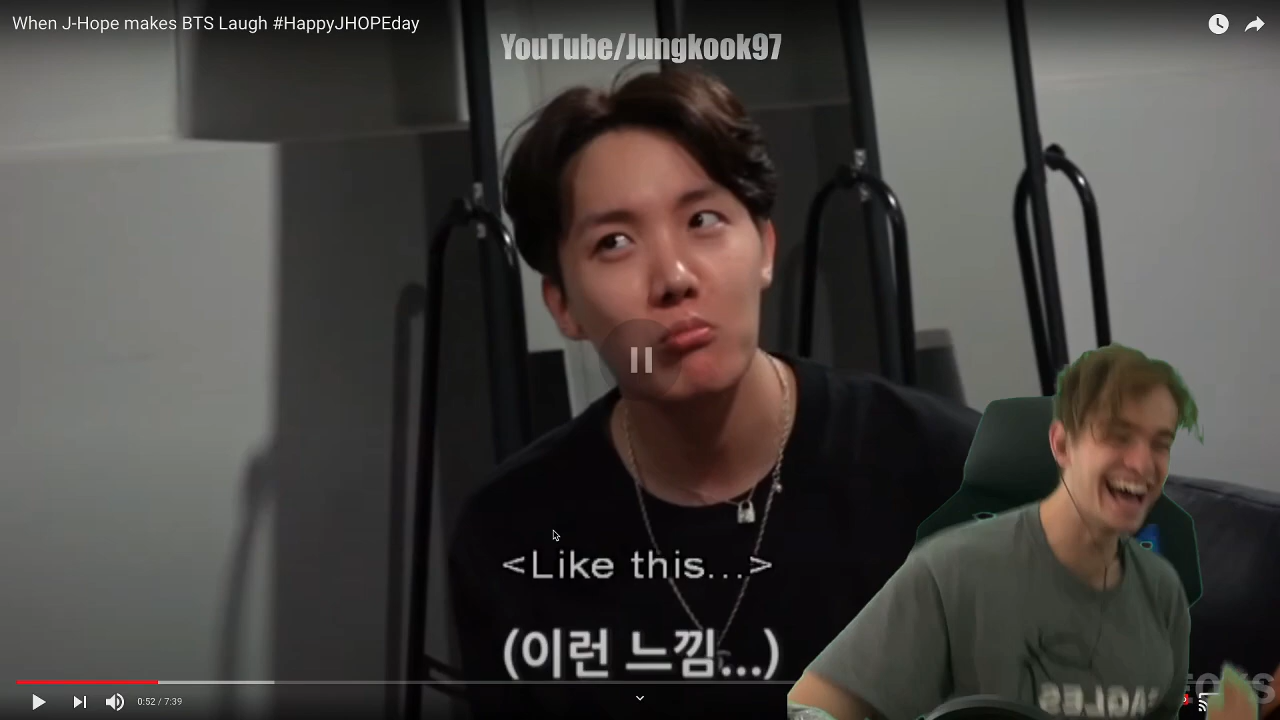 When J-Hope makes BTS Laugh #HappyJHOPEday
YouTube/Jungkook97
<Like this...>
(이런 느낌...)
0:52 / 7:39